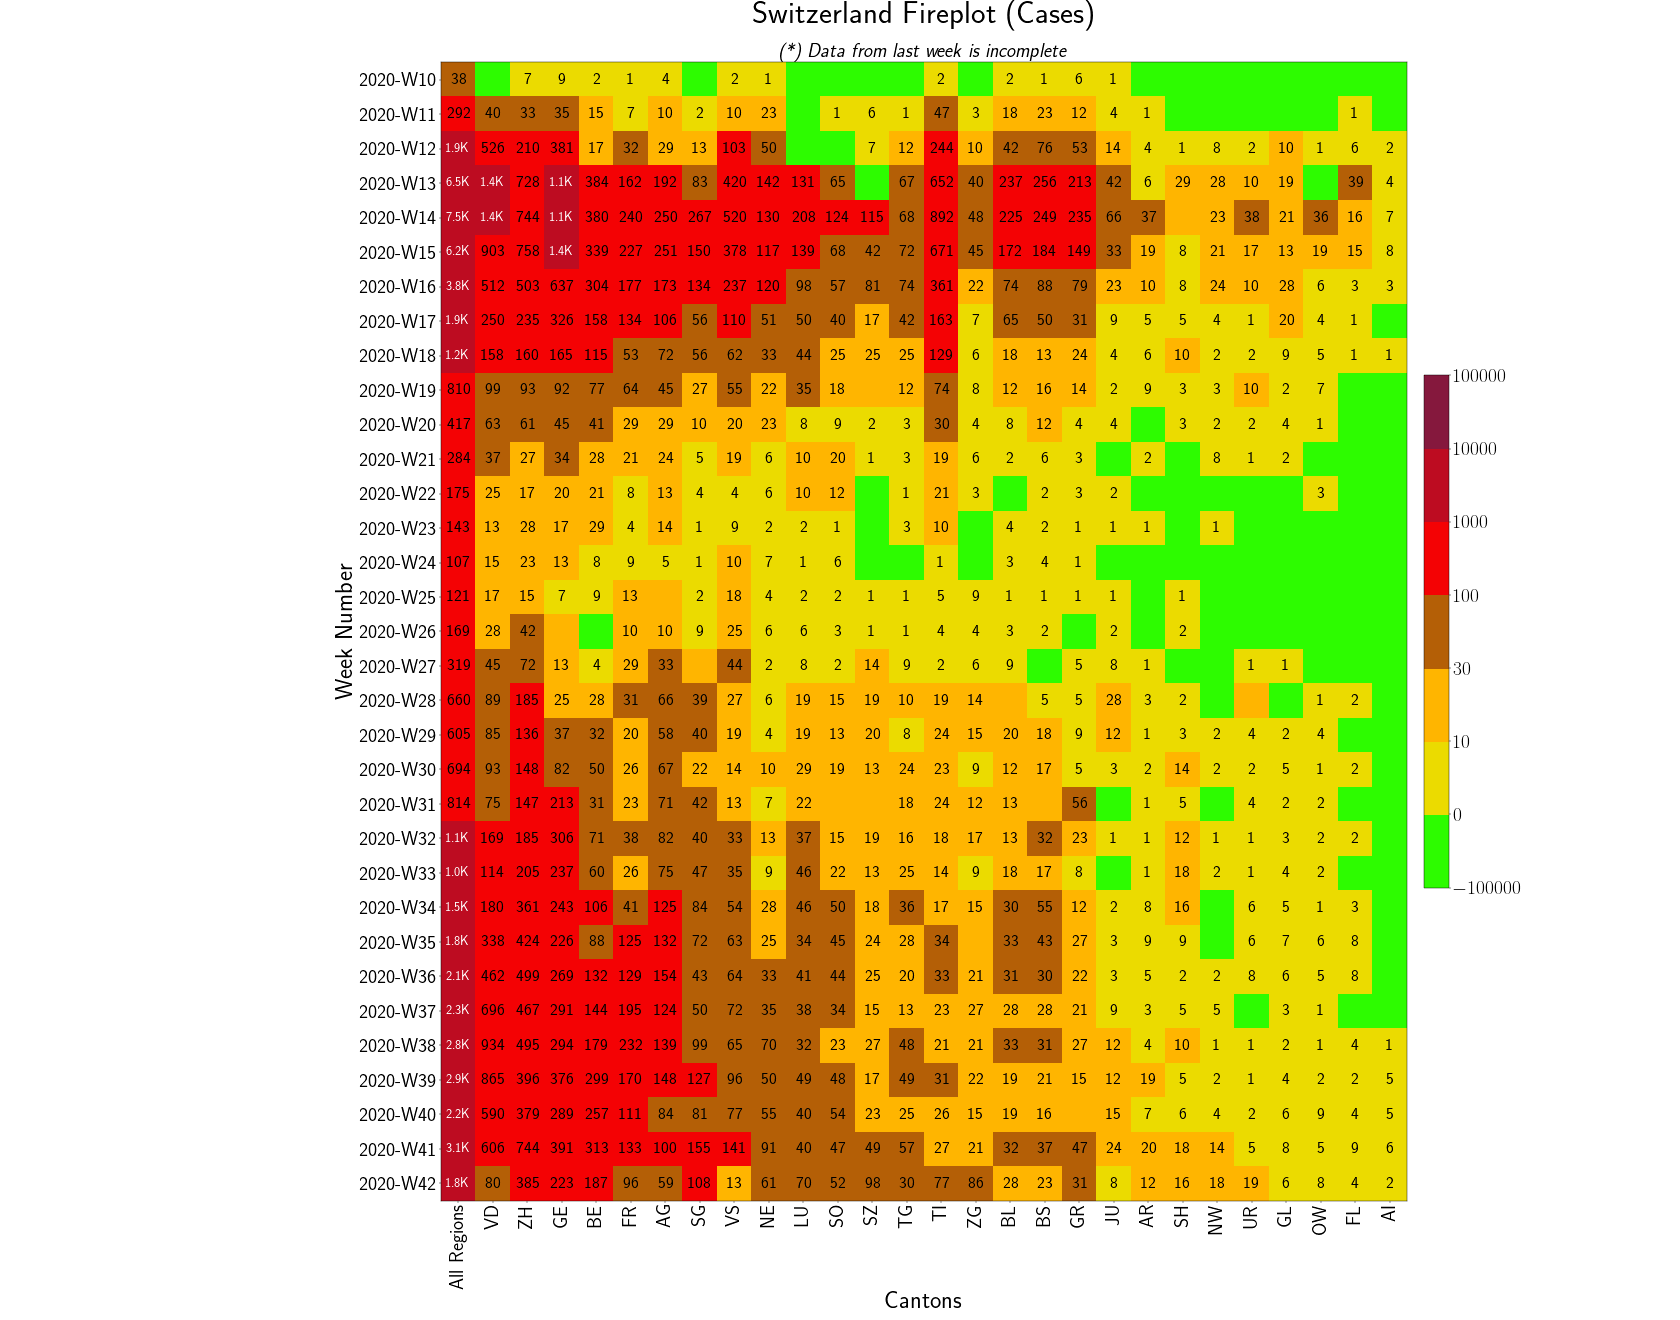 Switzerland Fireplot (Cases)
(*) Data from last week is incomplete
2020-W10 38 7 9 2 1 4 2 1 2 2 1 6 1
2020-W11 292 40 33 35 15 7 10 2 10 23 1 6 1 47 3 18 23 12 4 1 1
2020-W12 1.9K 526 210 381 17 32 29 13 103 50 7 12 244 10 42 76 53 14 4 1 8 2 10 1 6 2
2020-W13 6.5K 1.4K 728 1.1K 384 162 192 83 420 142 131 65 67 652 40 237 256 213 42 6 29 28 10 19 39 4
2020-W14 7.5K 1.4K 744 1.1K 380 240 250 267 520 130 208 124 115 68 892 48 225 249 235 66 37 23 38 21 36 16 7
2020-W15 6.2K 903 758 1.4K 339 227 251 150 378 117 139 68 42 72 671 45 172 184 149 33 19 8 21 17 13 19 15 8
2020-W16 3.8K 512 503 637 304 177 173 134 237 120 98 57 81 74 361 22 74 88 79 23 10 8 24 10 28 6 3 3
2020-W17 1.9K 250 235 326 158 134 106 56 110 51 50 40 17 42 163 7 65 50 31 9 5 5 4 1 20 4 1
2020-W18 1.2K 158 160 165 115 53 72 56 62 33 44 25 25 25 129 6 18 13 24 4 6 10 2 2 9 5 1 1
2020-W19 810 99 93 92 77 64 45 27 55 22 35 18 12 74 8 12 16 14 2 9 3 3 10 2 7
2020-W20 417 63 61 45 41 29 29 10 20 23 8 9 2 3 30 4 8 12 4 4 3 2 2 4 1
2020-W21 284 37 27 34 28 21 24 5 19 6 10 20 1 3 19 6 2 6 3 2 8 1 2
2020-W22 175 25 17 20 21 8 13 4 4 6 10 12 1 21 3 2 3 2 3
2020-W23 143 13 28 17 29 4 14 1 9 2 2 1 3 10 4 2 1 1 1 1
2020-W24 107 15 23 13 8 9 5 1 10 7 1 6 1 3 4 1
2020-W25 121 17 15 7 9 13 2 18 4 2 2 1 1 5 9 1 1 1 1 1
2020-W26 169 28 42 10 10 9 25 6 6 3 1 1 4 4 3 2 2 2
2020-W27 319 45 72 13 4 29 33 44 2 8 2 14 9 2 6 9 5 8 1 1 1
2020-W28 660 89 185 25 28 31 66 39 27 6 19 15 19 10 19 14 5 5 28 3 2 1 2
2020-W29 605 85 136 37 32 20 58 40 19 4 19 13 20 8 24 15 20 18 9 12 1 3 2 4 2 4
2020-W30 694 93 148 82 50 26 67 22 14 10 29 19 13 24 23 9 12 17 5 3 2 14 2 2 5 1 2
2020-W31 814 75 147 213 31 23 71 42 13 7 22 18 24 12 13 56 1 5 4 2 2
2020-W32 1.1K 169 185 306 71 38 82 40 33 13 37 15 19 16 18 17 13 32 23 1 1 12 1 1 3 2 2
2020-W33 1.0K 114 205 237 60 26 75 47 35 9 46 22 13 25 14 9 18 17 8 1 18 2 1 4 2
2020-W34 1.5K 180 361 243 106 41 125 84 54 28 46 50 18 36 17 15 30 55 12 2 8 16 6 5 1 3
2020-W35 1.8K 338 424 226 88 125 132 72 63 25 34 45 24 28 34 33 43 27 3 9 9 6 7 6 8
2020-W36 2.1K 462 499 269 132 129 154 43 64 33 41 44 25 20 33 21 31 30 22 3 5 2 2 8 6 5 8
2020-W37 2.3K 696 467 291 144 195 124 50 72 35 38 34 15 13 23 27 28 28 21 9 3 5 5 3 1
2020-W38 2.8K 934 495 294 179 232 139 99 65 70 32 23 27 48 21 21 33 31 27 12 4 10 1 1 2 1 4 1
2020-W39 2.9K 865 396 376 299 170 148 127 96 50 49 48 17 49 31 22 19 21 15 12 19 5 2 1 4 2 2 5
2020-W40 2.2K 590 379 289 257 111 84 81 77 55 40 54 23 25 26 15 19 16 15 7 6 4 2 6 9 4 5
2020-W41 3.1K 606 744 391 313 133 100 155 141 91 40 47 49 57 27 21 32 37 47 24 20 18 14 5 8 5 9 6
2020-W42 1.8K 80 385 223 187 96 59 108 13 61 70 52 98 30 77 86 28 23 31 8 12 16 18 19 6 8 4 2
All Regions VD ZH GE BE FR AG SG VS NE LU SO SZ TG TI ZG BL BS GR JU AR SH NW UR GL OW FL AI
Cantons
Week Number
100000
10000
1000
100
30
10
0
−100000